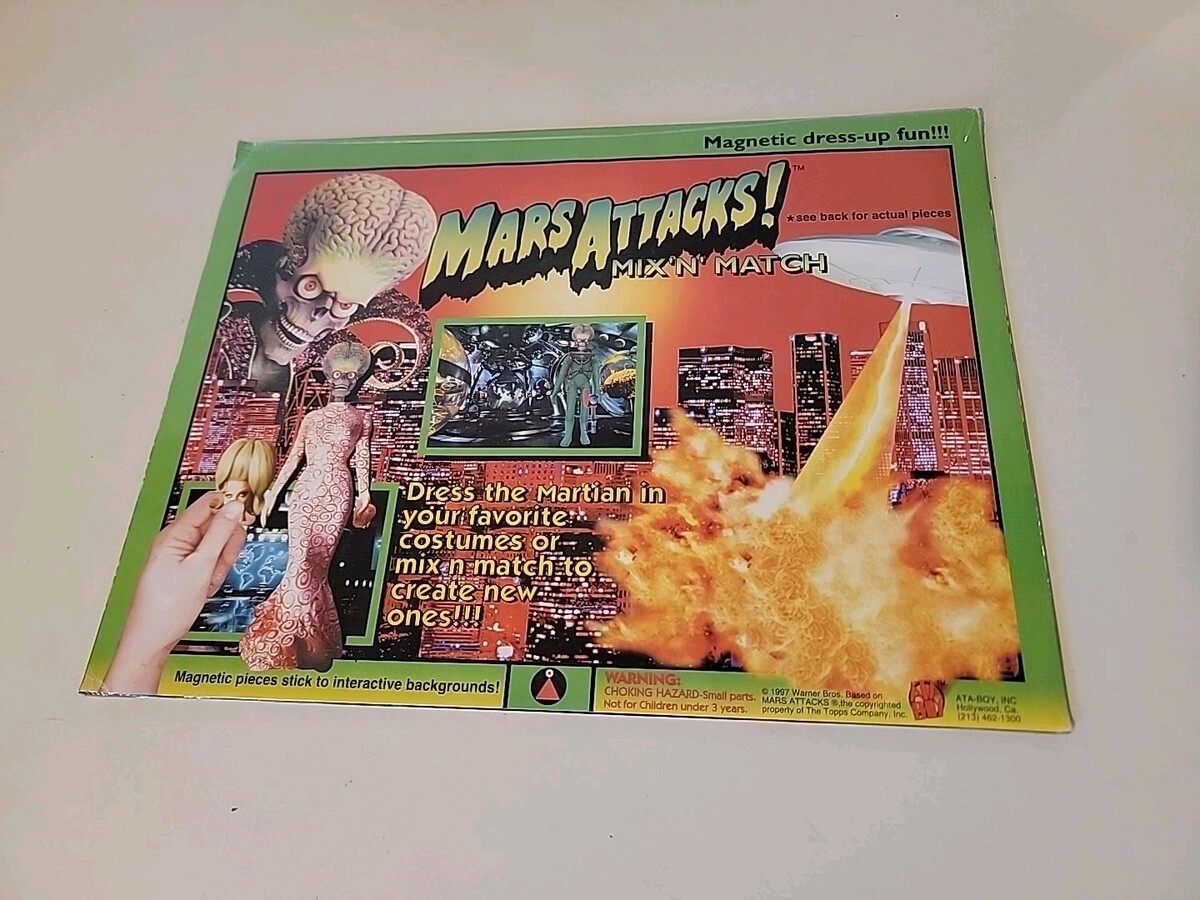 Magnetic dress-up fun!!!
MARS ATTACKS!™
*see back for actual pieces
MIX'N' MATCH
Dress the Martian in
your favorite
costumes or
mix n match to
create new
ones!!!
Magnetic pieces stick to interactive backgrounds!
WARNING:
CHOKING HAZARD-Small parts.
Not for Children under 3 years.
© 1997 Warner Bros. Based on
MARS ATTACKS ®,the copyrighted
property of The Topps Company, Inc.
ATA-BOY
ATA-BOY, INC
Hollywood, Ca.
(213) 462-1300